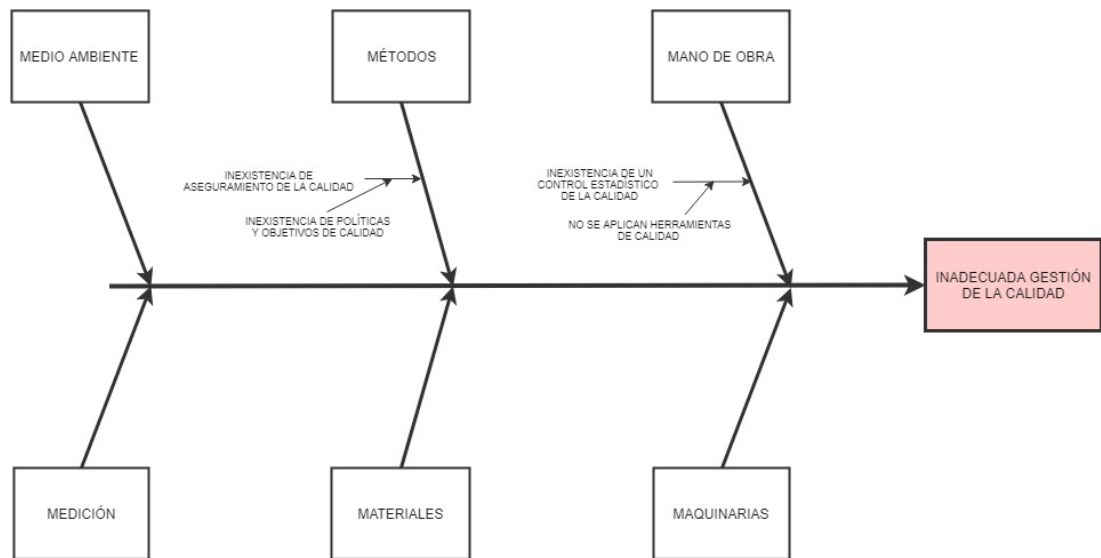 MEDIO AMBIENTE
MÉTODOS
MANO DE OBRA
INEXISTENCIA DE
ASEGURAMIENTO DE LA CALIDAD
INEXISTENCIA DE POLÍTICAS
Y OBJETIVOS DE CALIDAD
INEXISTENCIA DE UN
CONTROL ESTADÍSTICO
DE LA CALIDAD
NO SE APLICAN HERRAMIENTAS
DE CALIDAD
INADECUADA GESTIÓN
DE LA CALIDAD
MEDICIÓN
MATERIALES
MAQUINARIAS